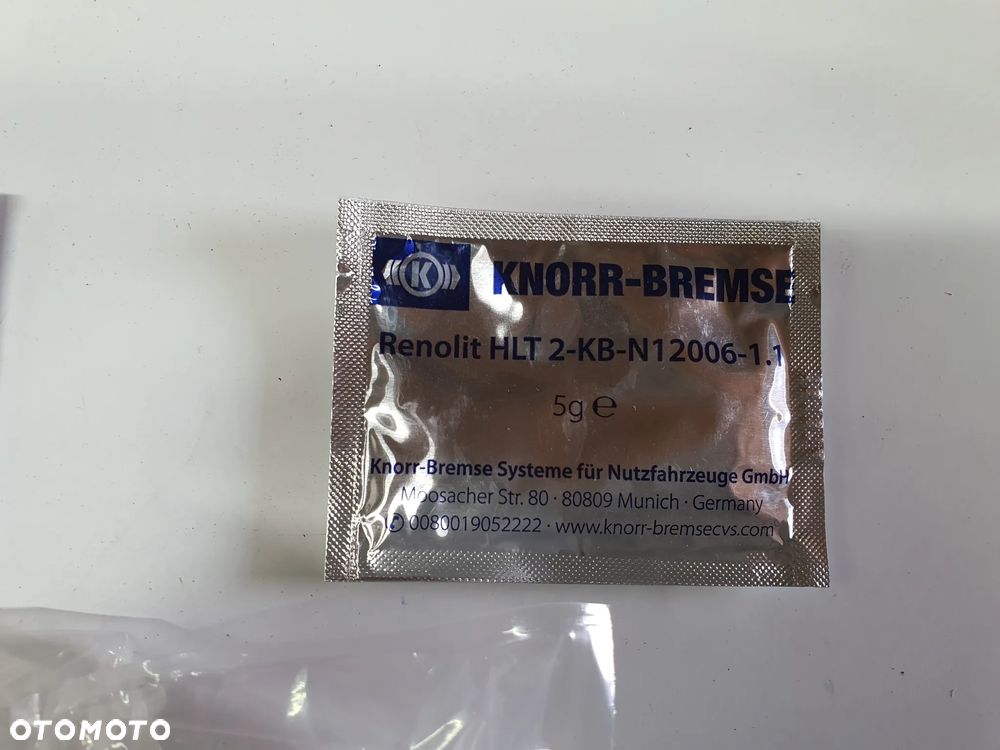 K KNORR-BREMSE
Renolit HLT 2-KB-N12006-1.1
5g ℮
Knorr-Bremse Systeme für Nutzfahrzeuge GmbH
Moosacher Str. 80 · 80809 Munich · Germany
✆ 0080019052222 · www.knorr-bremsecvs.com
OTOMOTO